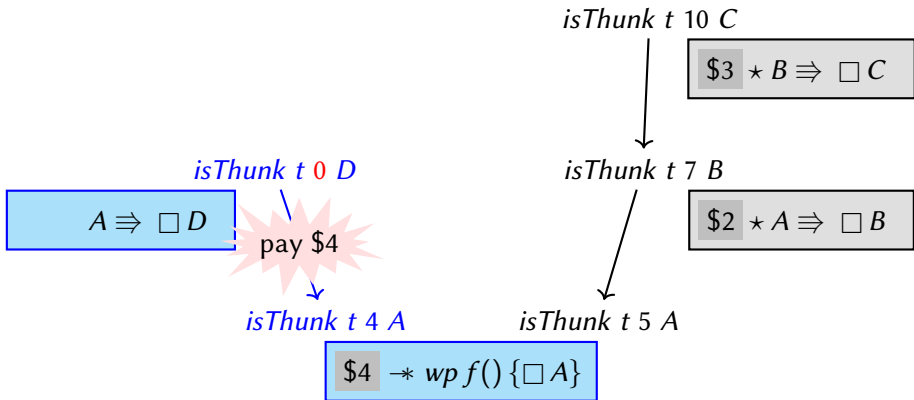 isThunk t 10 C
$3 ⋆ B ⇛ □ C
isThunk t 0 D
isThunk t 7 B
A ⇛ □ D
$2 ⋆ A ⇛ □ B
pay $4
isThunk t 4 A
isThunk t 5 A
$4 -∗ wp f() {□ A}